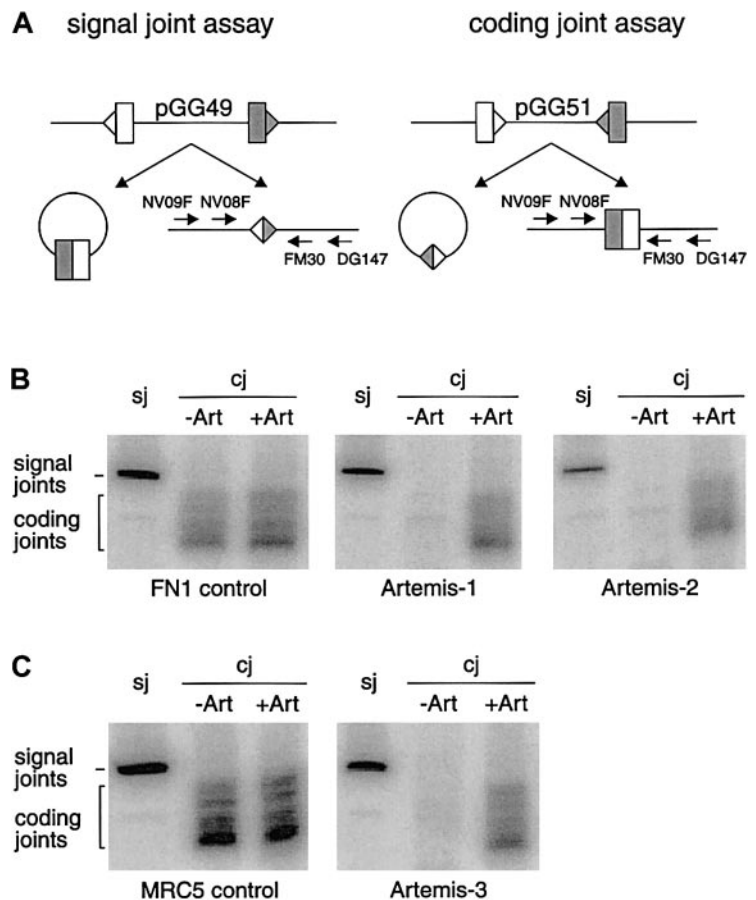 A
signal joint assay
coding joint assay
pGG49
pGG51
NV09F NV08F
FM30 DG147
NV09F NV08F
FM30 DG147
B
sj
cj
-Art +Art
sj
cj
-Art +Art
sj
cj
-Art +Art
signal
joints
coding
joints
FN1 control
Artemis-1
Artemis-2
C
sj
cj
-Art +Art
sj
cj
-Art +Art
signal
joints
coding
joints
MRC5 control
Artemis-3